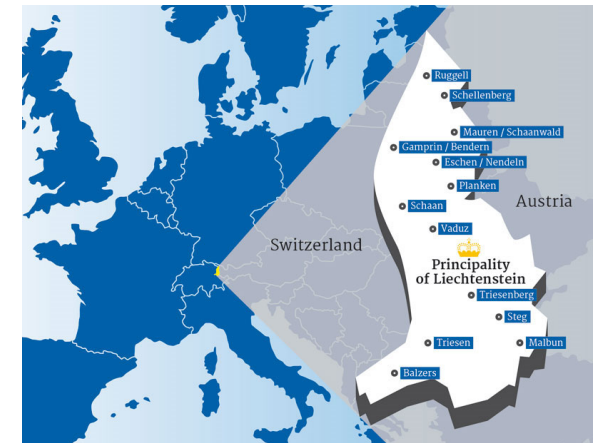 Ruggell
Schellenberg
Mauren / Schaanwald
Gamprin / Bendern
Eschen / Nendeln
Planken
Austria
Schaan
Vaduz
Switzerland
Principality
of Liechtenstein
Triesenberg
Steg
Triesen
Malbun
Balzers